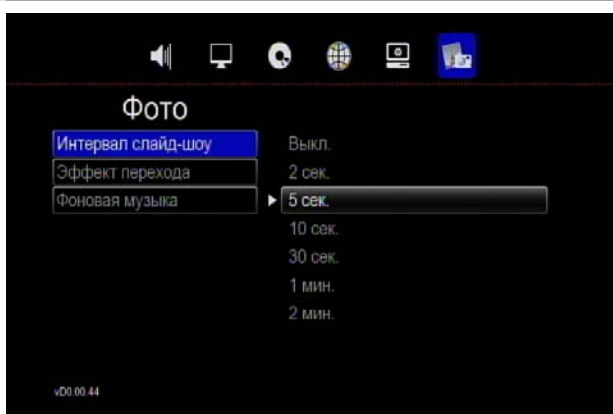 Фото
Интервал слайд-шоу
Эффект перехода
Фоновая музыка
Выкл.
2 сек.
5 сек.
10 сек.
30 сек.
1 мин.
2 мин.
vD0.00.44